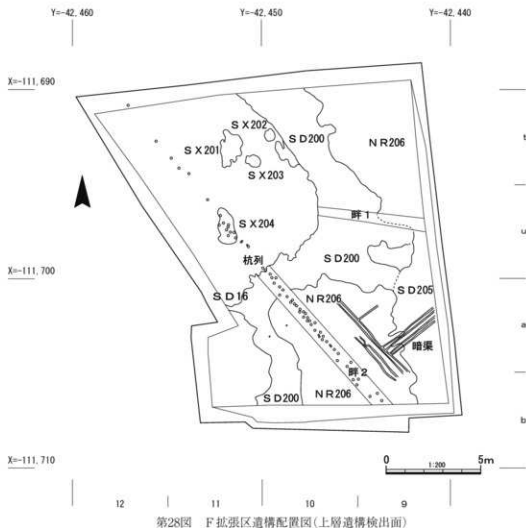 Y=-42,460
Y=-42,450
Y=-42,440
X=-111,690
SX202
SD200
SX201
NR206
SX203
t
SX204
畔1
c
杭列
SD200
X=-111,700
SD16
NR206
SD205
a
暗渠
畔2
SD200
NR206
b
X=-111,710
0
1:200
5m
12
11
10
9
第28図 F拡張区遺構配置図(上層遺構検出面)